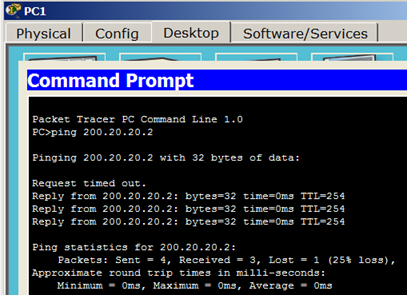 PC1
Physical Config Desktop Software/Services
Command Prompt
Packet Tracer PC Command Line 1.0
PC>ping 200.20.20.2
Pinging 200.20.20.2 with 32 bytes of data:
Request timed out.
Reply from 200.20.20.2: bytes=32 time=0ms TTL=254
Reply from 200.20.20.2: bytes=32 time=0ms TTL=254
Reply from 200.20.20.2: bytes=32 time=0ms TTL=254
Ping statistics for 200.20.20.2:
Packets: Sent = 4, Received = 3, Lost = 1 (25% loss),
Approximate round trip times in milli-seconds:
Minimum = 0ms, Maximum = 0ms, Average = 0ms